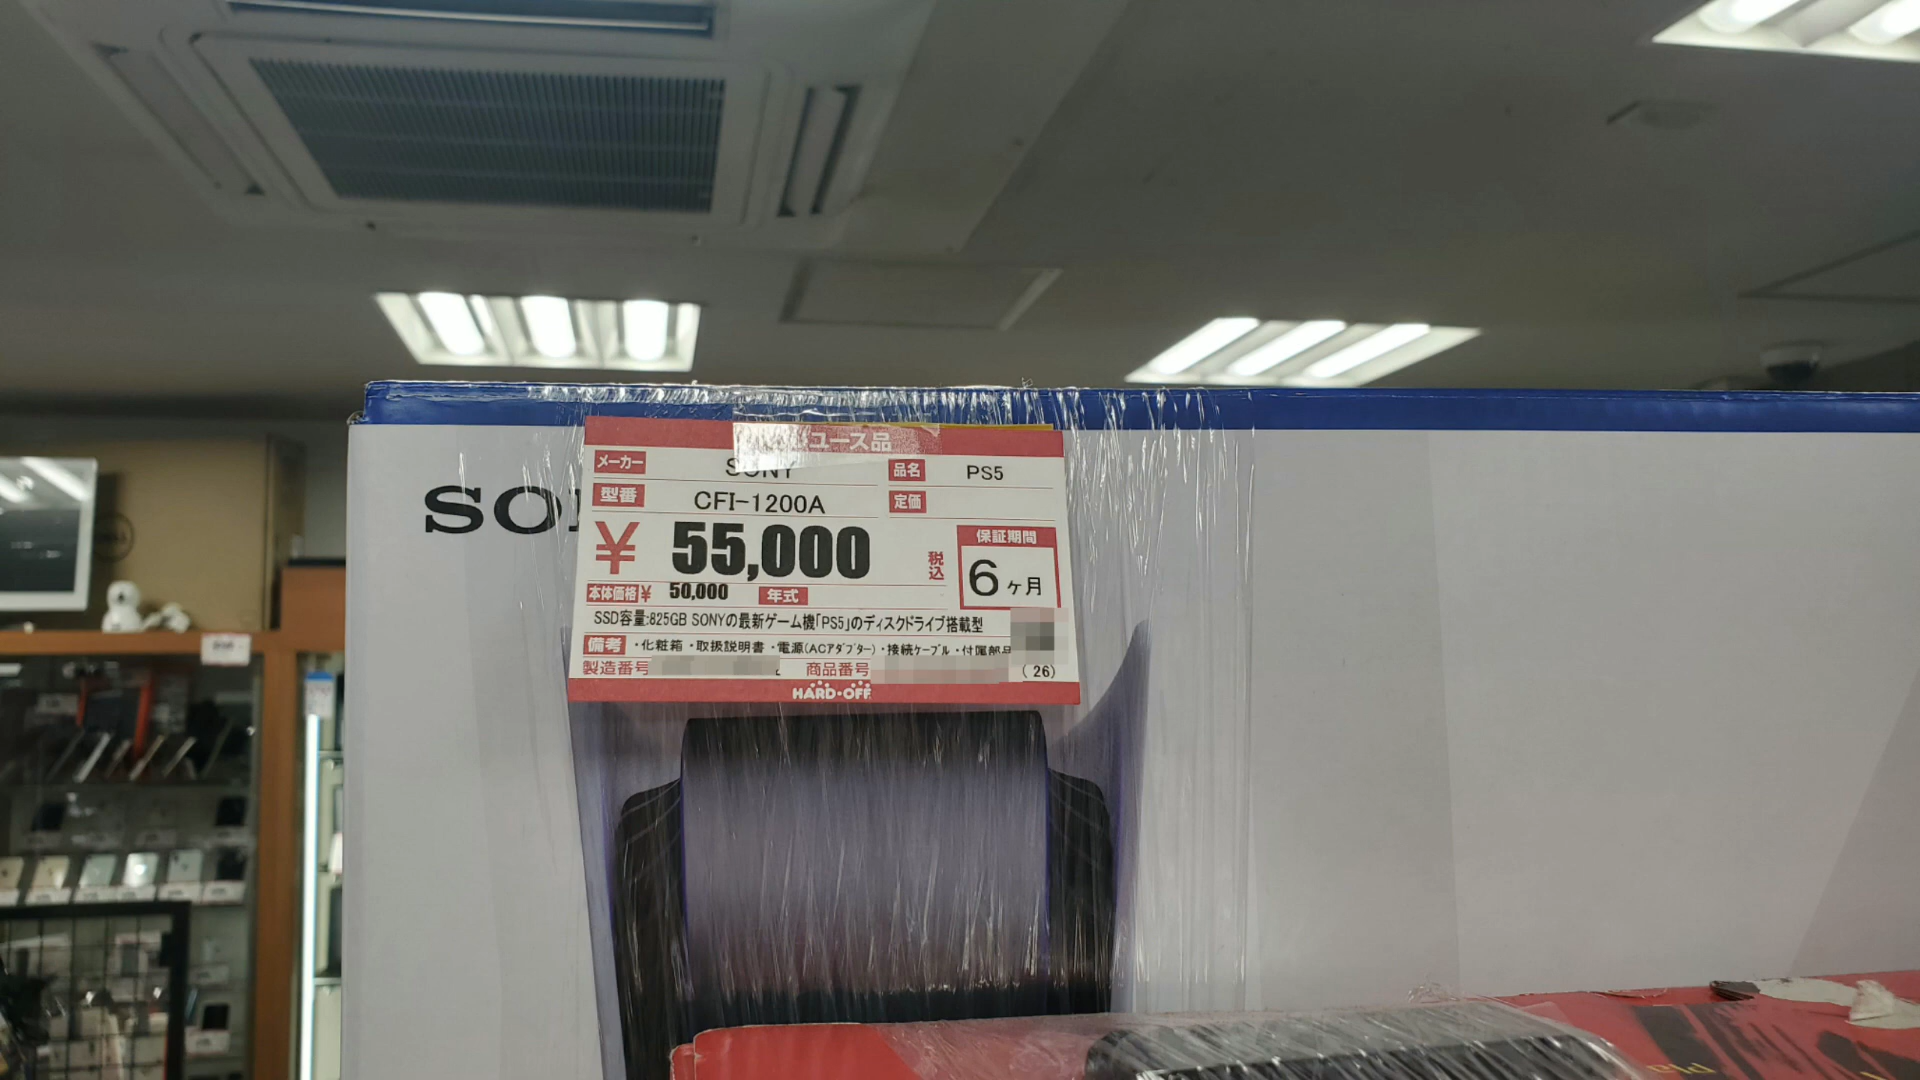 SO
ユース品
メーカー SONY 品名 PS5
型番 CFI-1200A 定価
¥ 55,000 税込
保証期間
6ヶ月
本体価格¥ 50,000 年式
SSD容量:825GB SONYの最新ゲーム機「PS5」のディスクドライブ搭載型
備考 ・化粧箱・取扱説明書・電源(ACアダプター)・接続ケーブル・付属部品
製造番号 商品番号 (26)
HARD・OFF
DELL